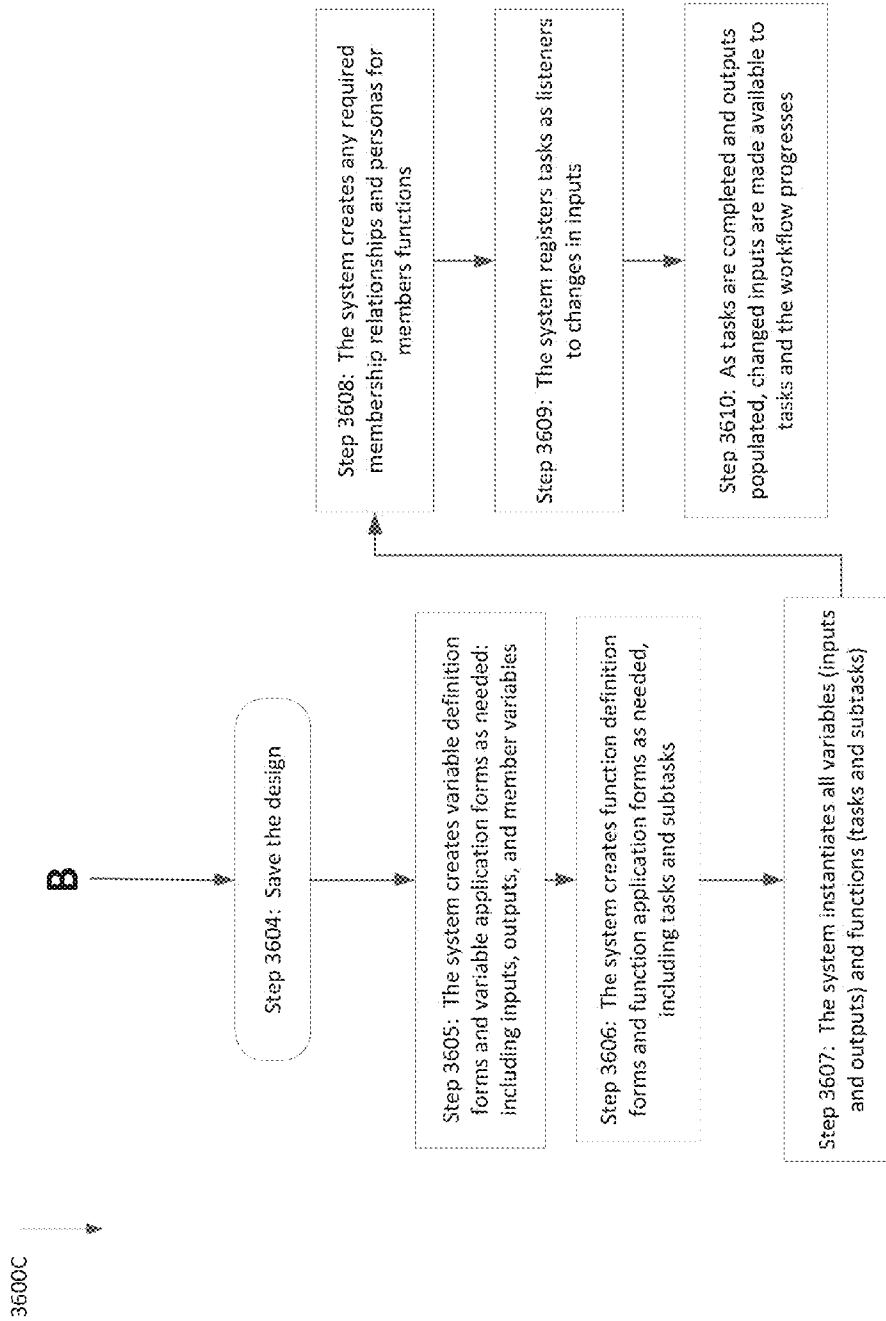 3600C
B
Step 3604: Save the design
Step 3605: The system creates variable definition
forms and variable application forms as needed:
including inputs, outputs, and member variables
Step 3606: The system creates function definition
forms and function application forms as needed,
including tasks and subtasks
Step 3607: The system instantiates all variables (inputs
and outputs) and functions (tasks and subtasks)
Step 3608: The system creates any required
membership relationships and personas for
members functions
Step 3609: The system registers tasks as listeners
to changes in inputs
Step 3610: As tasks are completed and outputs
populated, changed inputs are made available to
tasks and the workflow progresses